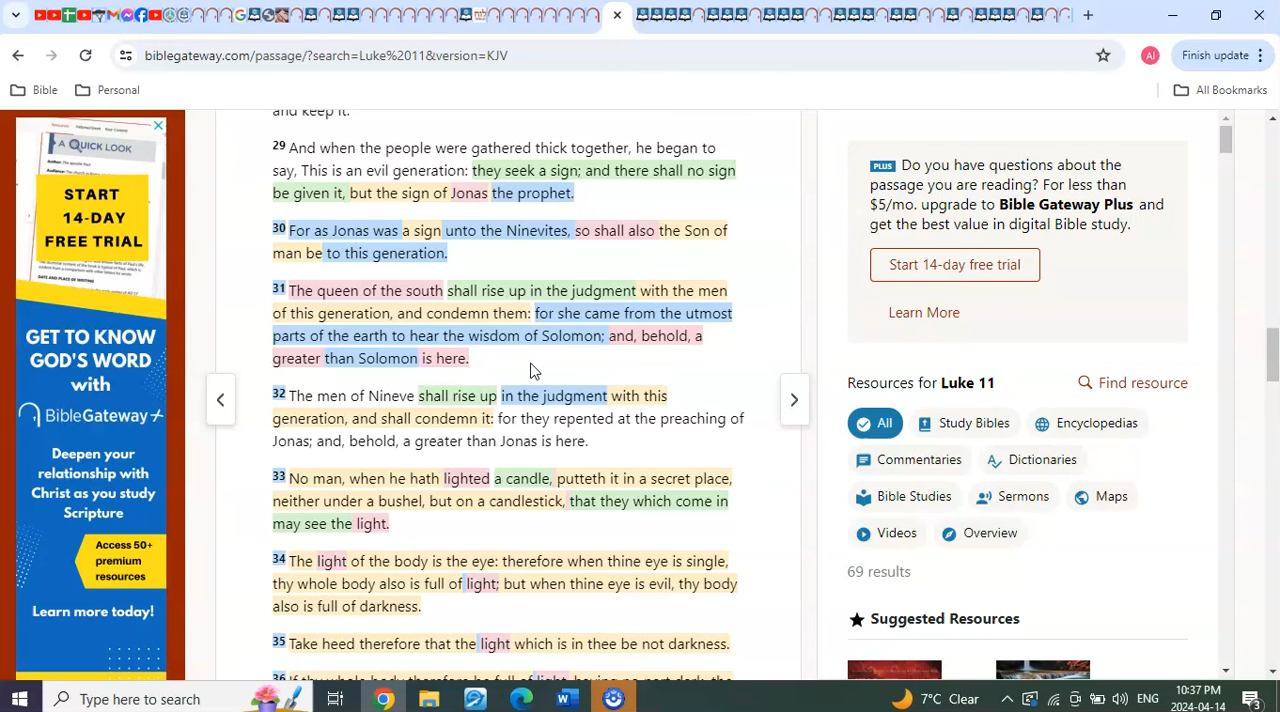 biblegateway.com/passage/?search=Luke%2011&version=KJV
AI
Finish update
Bible
Personal
All Bookmarks
and keep it.
29 And when the people were gathered thick together, he began to
say, This is an evil generation: they seek a sign; and there shall no sign
be given it, but the sign of Jonas the prophet.
30 For as Jonas was a sign unto the Ninevites, so shall also the Son of
man be to this generation.
31 The queen of the south shall rise up in the judgment with the men
of this generation, and condemn them: for she came from the utmost
parts of the earth to hear the wisdom of Solomon; and, behold, a
greater than Solomon is here.
32 The men of Nineve shall rise up in the judgment with this
generation, and shall condemn it: for they repented at the preaching of
Jonas; and, behold, a greater than Jonas is here.
33 No man, when he hath lighted a candle, putteth it in a secret place,
neither under a bushel, but on a candlestick, that they which come in
may see the light.
34 The light of the body is the eye: therefore when thine eye is single,
thy whole body also is full of light; but when thine eye is evil, thy body
also is full of darkness.
35 Take heed therefore that the light which is in thee be not darkness.
A QUICK LOOK
START
14-DAY
FREE TRIAL
GET TO KNOW
GOD'S WORD
with
BibleGateway+
Deepen your
relationship with
Christ as you study
Scripture
Access 50+
premium
resources
Learn more today!
PLUS Do you have questions about the
passage you are reading? For less than
$5/mo. upgrade to Bible Gateway Plus and
get the best value in digital Bible study.
Start 14-day free trial
Learn More
Resources for Luke 11
Find resource
All
Study Bibles
Encyclopedias
Commentaries
Dictionaries
Bible Studies
Sermons
Maps
Videos
Overview
69 results
Suggested Resources
Type here to search
7°C Clear
ENG
10:37 PM
2024-04-14
3